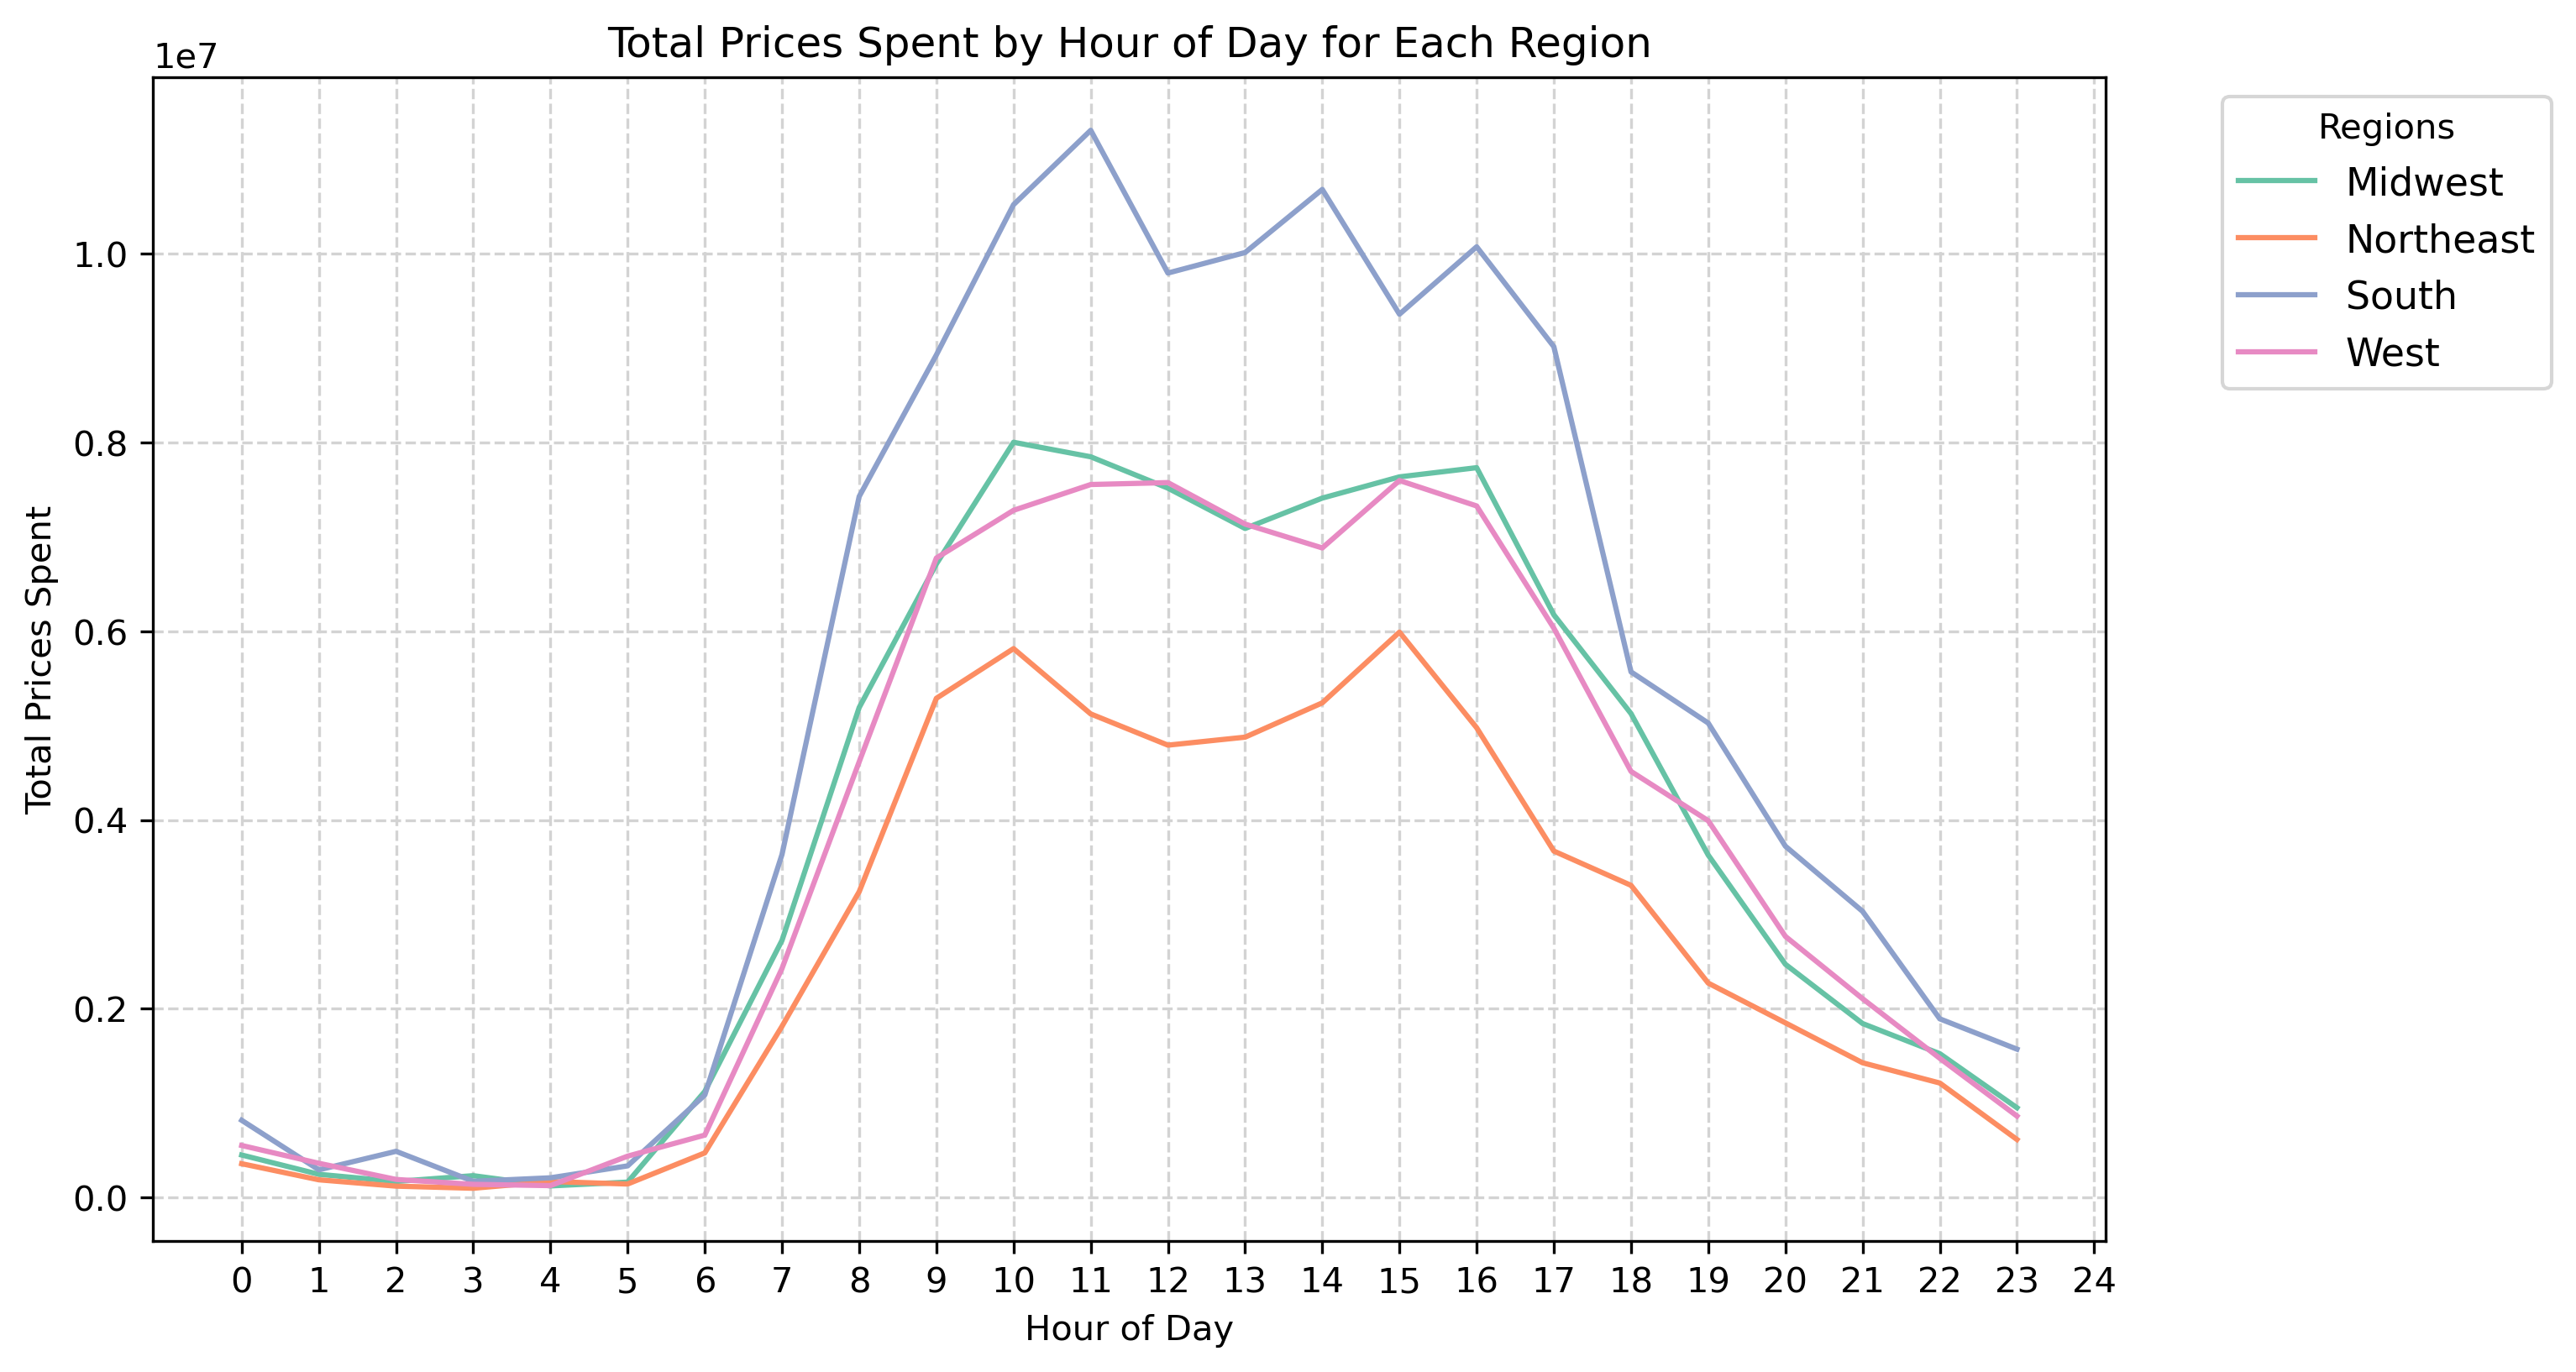 Total Prices Spent by Hour of Day for Each Region
1e7
Regions
Midwest
Northeast
South
West
Total Prices Spent
1.0
0.8
0.6
0.4
0.2
0.0
0 1 2 3 4 5 6 7 8 9 10 11 12 13 14 15 16 17 18 19 20 21 22 23 24
Hour of Day